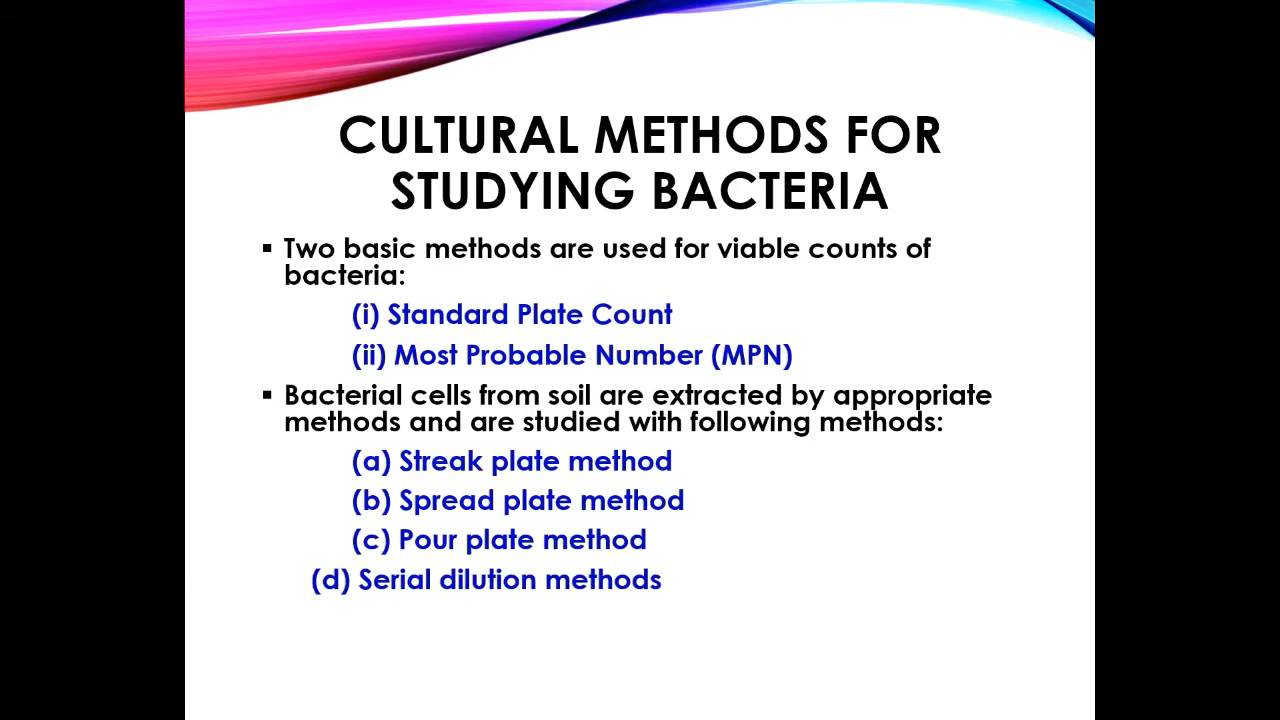 CULTURAL METHODS FOR
STUDYING BACTERIA
▪ Two basic methods are used for viable counts of
bacteria:
(i) Standard Plate Count
(ii) Most Probable Number (MPN)
▪ Bacterial cells from soil are extracted by appropriate
methods and are studied with following methods:
(a) Streak plate method
(b) Spread plate method
(c) Pour plate method
(d) Serial dilution methods